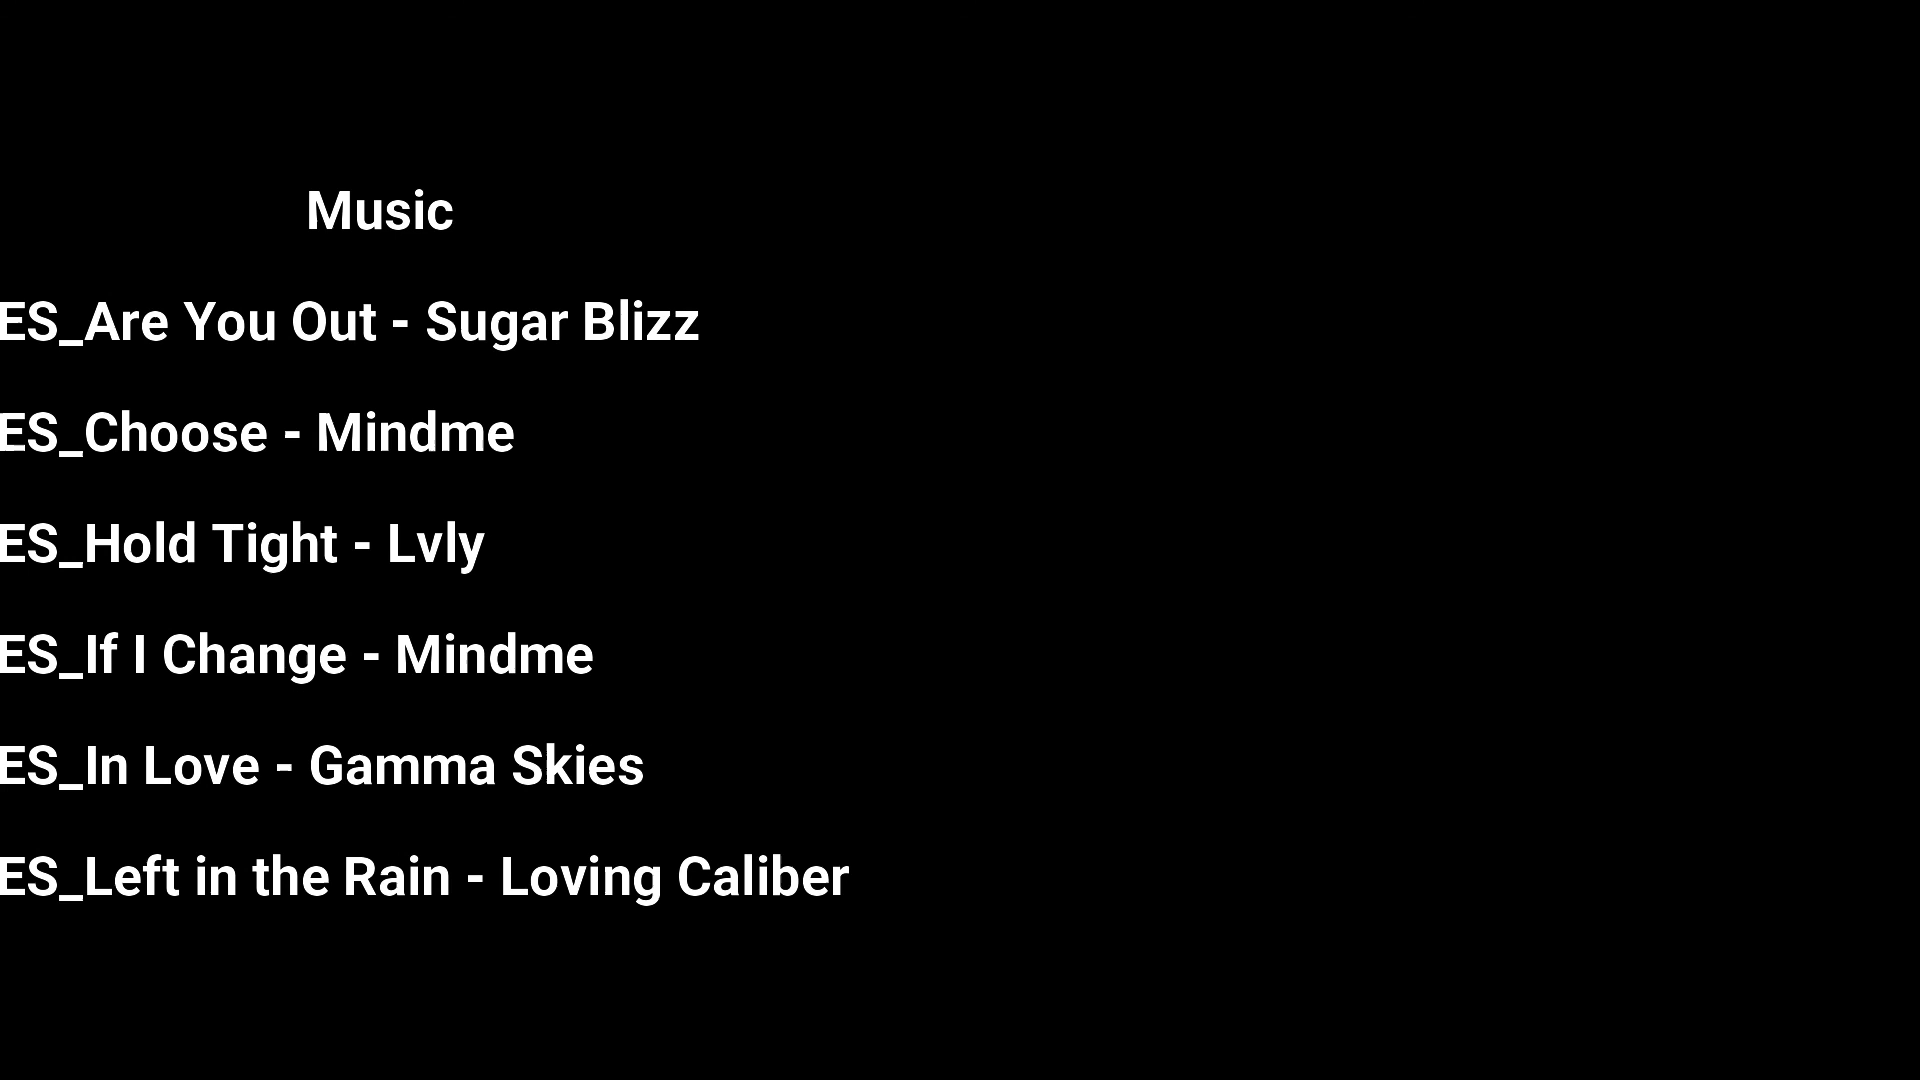 Music
ES_Are You Out - Sugar Blizz
ES_Choose - Mindme
ES_Hold Tight - Lvly
ES_If I Change - Mindme
ES_In Love - Gamma Skies
ES_Left in the Rain - Loving Caliber